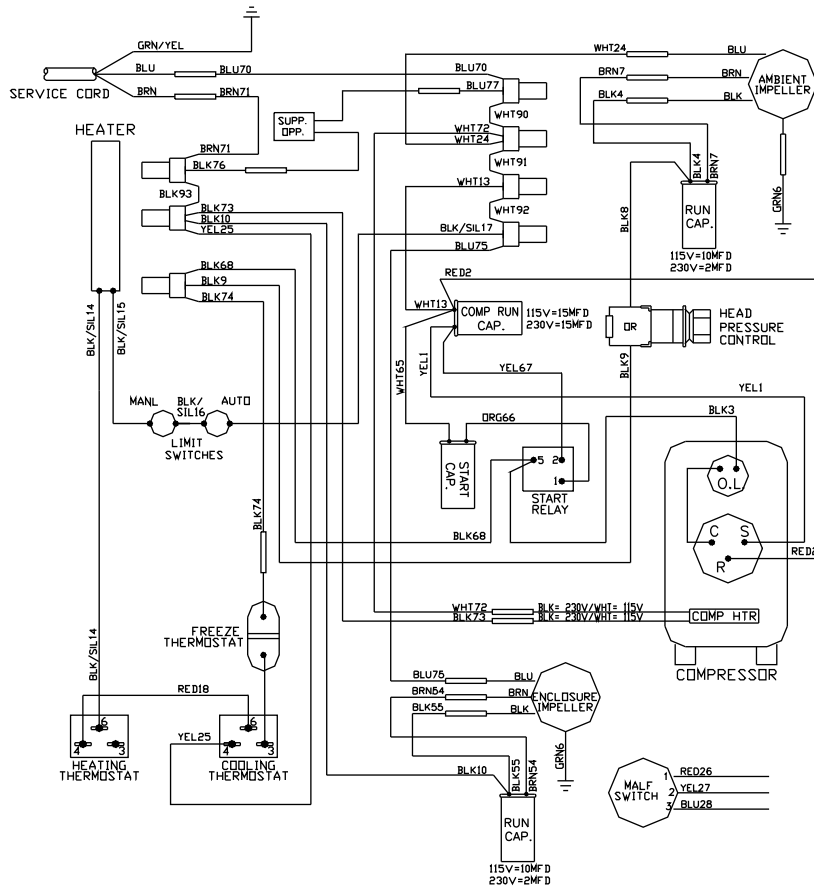 GRN/YEL
BLU
BLU70
BRN
BRN71
SERVICE CORD
HEATER
SUPP.
OPP.
BRN71
BLK76
BLK93
BLK73
BLK10
YEL25
BLK68
BLK9
BLK74
BLU70
BLU77
WHT90
WHT72
WHT24
WHT91
WHT13
WHT92
BLK/SIL17
BLU75
WHT24
BLU
BRN7
BRN
BLK4
BLK
AMBIENT
IMPELLER
GRN6
BLK4
BRN7
RUN
CAP.
115V=10MFD
230V=2MFD
BLK8
RED2
WHT13
COMP RUN
CAP.
115V=15MFD
230V=15MFD
OR
HEAD
PRESSURE
CONTROL
BLK9
BLK/SIL14
BLK/SIL15
WHT65
YEL1
YEL67
YEL1
BLK3
MANL
BLK/
SIL16
AUTO
LIMIT
SWITCHES
ORG66
START
CAP.
5
2
1
START
RELAY
O.L.
C
S
R
RED2
BLK74
BLK68
WHT72
BLK= 230V/WHT= 115V
BLK73
BLK= 230V/WHT= 115V
COMP HTR
COMPRESSOR
FREEZE
THERMOSTAT
BLK/SIL14
RED18
YEL25
6
4
3
HEATING
THERMOSTAT
6
4
3
COOLING
THERMOSTAT
BLU75
BLU
BRN54
BRN
BLK55
BLK
ENCLOSURE
IMPELLER
GRN6
BLK10
BLK55
BRN54
RUN
CAP.
115V=10MFD
230V=2MFD
MALF
SWITCH
1
RED26
2
YEL27
3
BLU28